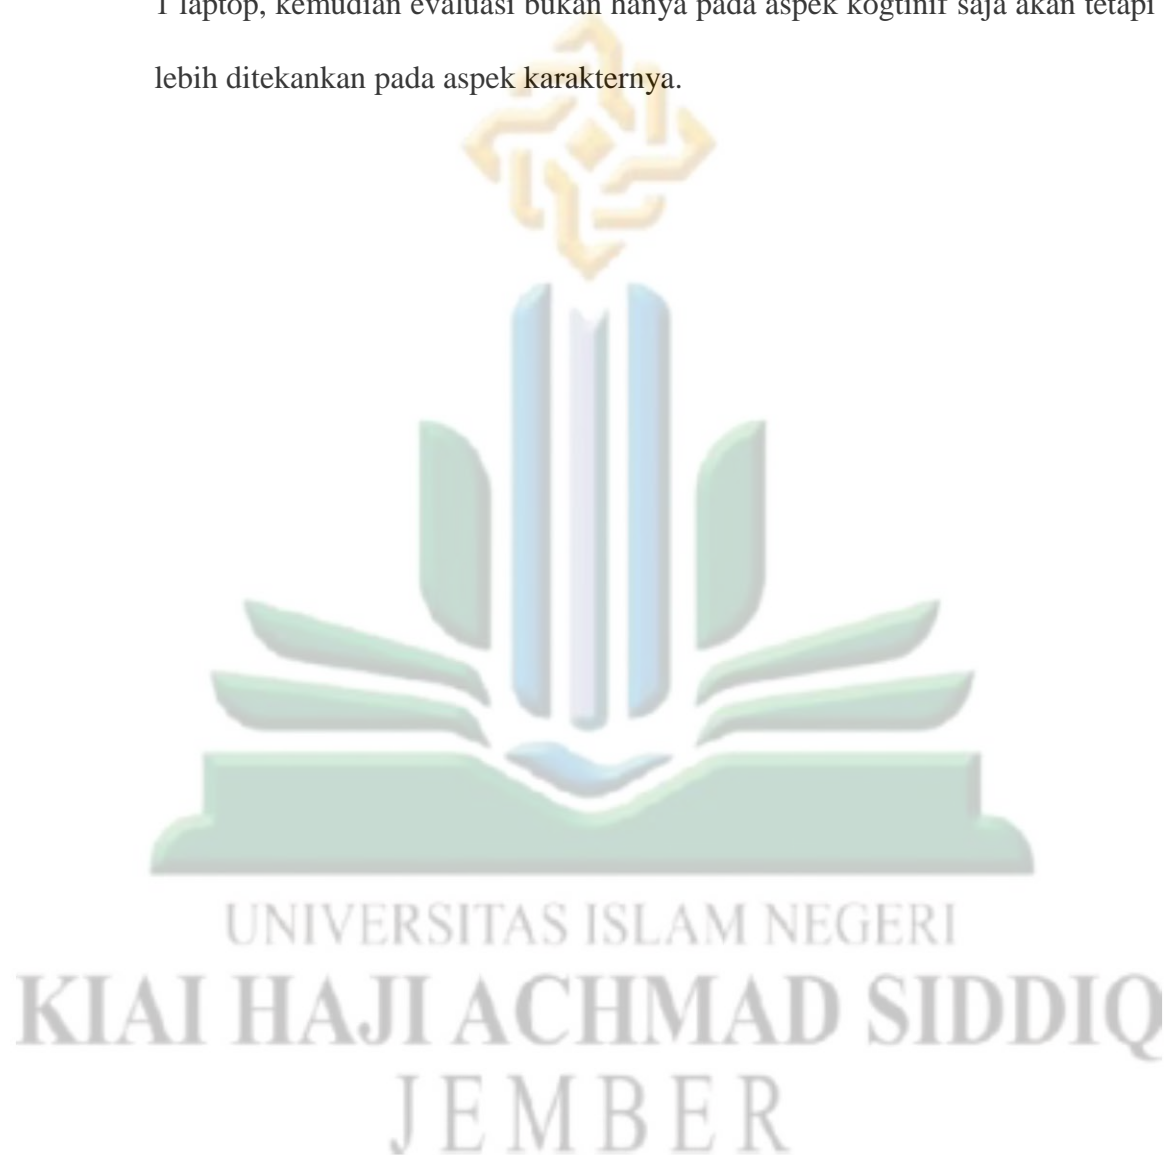 1 laptop, kemudian evaluasi bukan hanya pada aspek kogtinif saja akan tetapi
lebih ditekankan pada aspek karakternya.
UNIVERSITAS ISLAM NEGERI
KIAI HAJI ACHMAD SIDDIQ
JEMBER